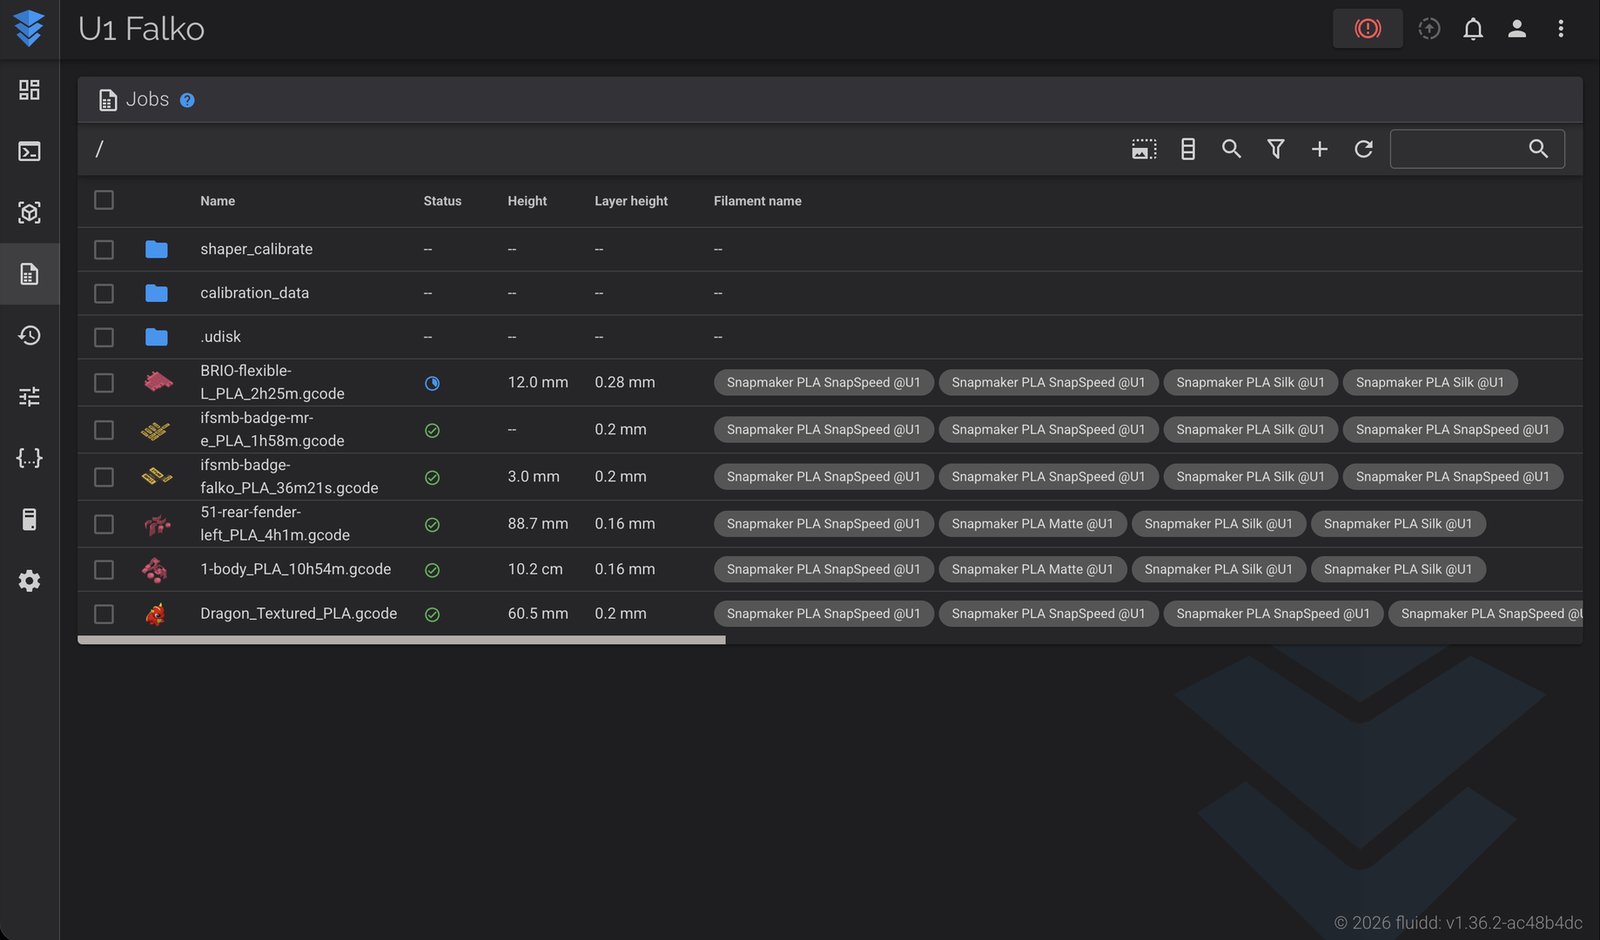 U1 Falko
Jobs
/
Name Status Height Layer height Filament name
shaper_calibrate -- -- -- --
calibration_data -- -- -- --
.udisk -- -- -- --
BRIO-flexible-
L_PLA_2h25m.gcode 12.0 mm 0.28 mm Snapmaker PLA SnapSpeed @U1 Snapmaker PLA SnapSpeed @U1 Snapmaker PLA Silk @U1 Snapmaker PLA Silk @U1
ifsmb-badge-mr-
e_PLA_1h58m.gcode -- 0.2 mm Snapmaker PLA SnapSpeed @U1 Snapmaker PLA SnapSpeed @U1 Snapmaker PLA Silk @U1 Snapmaker PLA SnapSpeed @U1
ifsmb-badge-
falko_PLA_36m21s.gcode 3.0 mm 0.2 mm Snapmaker PLA SnapSpeed @U1 Snapmaker PLA SnapSpeed @U1 Snapmaker PLA Silk @U1 Snapmaker PLA SnapSpeed @U1
51-rear-fender-
left_PLA_4h1m.gcode 88.7 mm 0.16 mm Snapmaker PLA SnapSpeed @U1 Snapmaker PLA Matte @U1 Snapmaker PLA Silk @U1 Snapmaker PLA Silk @U1
1-body_PLA_10h54m.gcode 10.2 cm 0.16 mm Snapmaker PLA SnapSpeed @U1 Snapmaker PLA Matte @U1 Snapmaker PLA Silk @U1 Snapmaker PLA Silk @U1
Dragon_Textured_PLA.gcode 60.5 mm 0.2 mm Snapmaker PLA SnapSpeed @U1 Snapmaker PLA SnapSpeed @U1 Snapmaker PLA SnapSpeed @U1 Snapmaker PLA SnapSpeed @U
© 2026 fluidd: v1.36.2-ac48b4dc